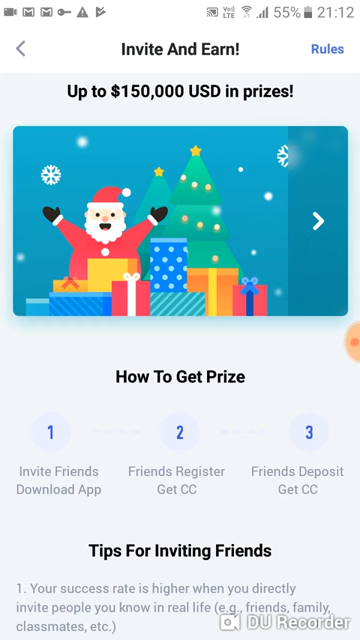 VoI) LTE 55% 21:12
Invite And Earn! Rules
Up to $150,000 USD in prizes!
How To Get Prize
1 2 3
Invite Friends Friends Register Friends Deposit
Download App Get CC Get CC
Tips For Inviting Friends
1. Your success rate is higher when you directly
invite people you know in real life (e.g., friends, family,
classmates, etc.)
DU Recorder